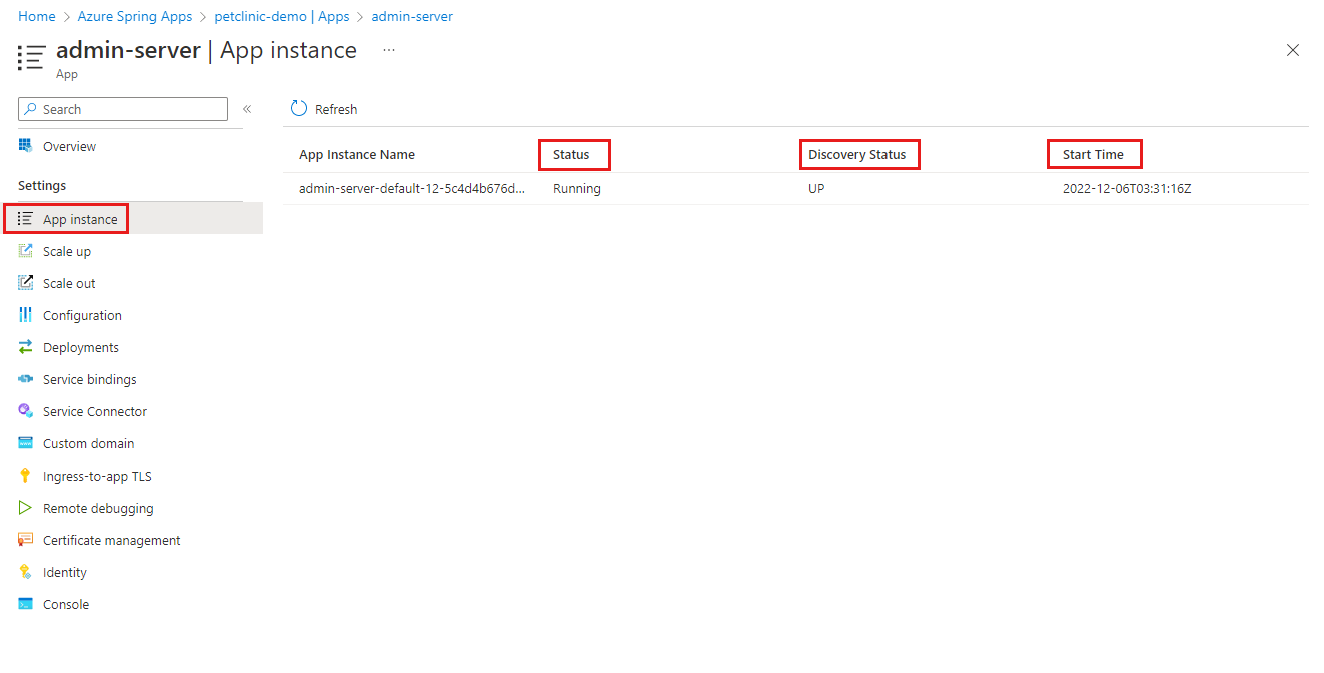 Home > Azure Spring Apps > petclinic-demo | Apps > admin-server
admin-server | App instance ...
App
Search
«
Overview
Settings
App instance
Scale up
Scale out
Configuration
Deployments
Service bindings
Service Connector
Custom domain
Ingress-to-app TLS
Remote debugging
Certificate management
Identity
Console
Refresh
App Instance Name Status Discovery Status Start Time
admin-server-default-12-5c4d4b676d... Running UP 2022-12-06T03:31:16Z